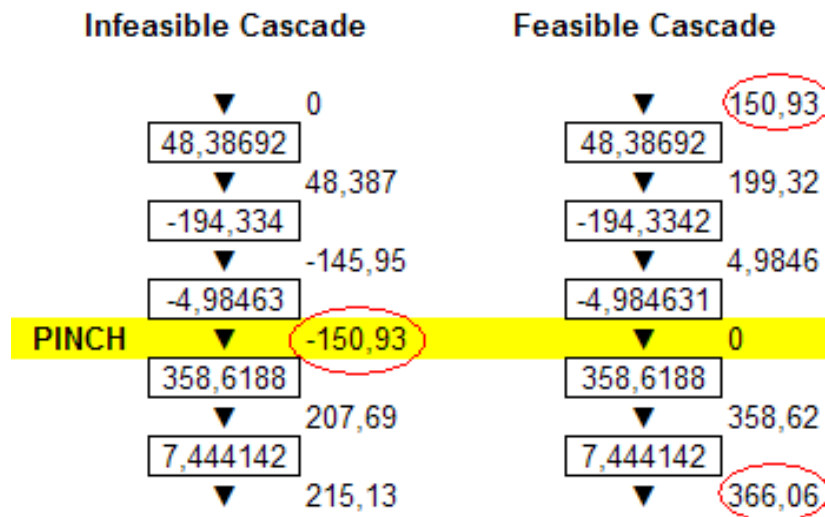 Infeasible Cascade Feasible Cascade
▼ 0 ▼ 150,93
48,38692 48,38692
▼ 48,387 ▼ 199,32
-194,334 -194,3342
▼ -145,95 ▼ 4,9846
-4,98463 -4,984631
PINCH ▼ -150,93 ▼ 0
358,6188 358,6188
▼ 207,69 ▼ 358,62
7,444142 7,444142
▼ 215,13 ▼ 366,06